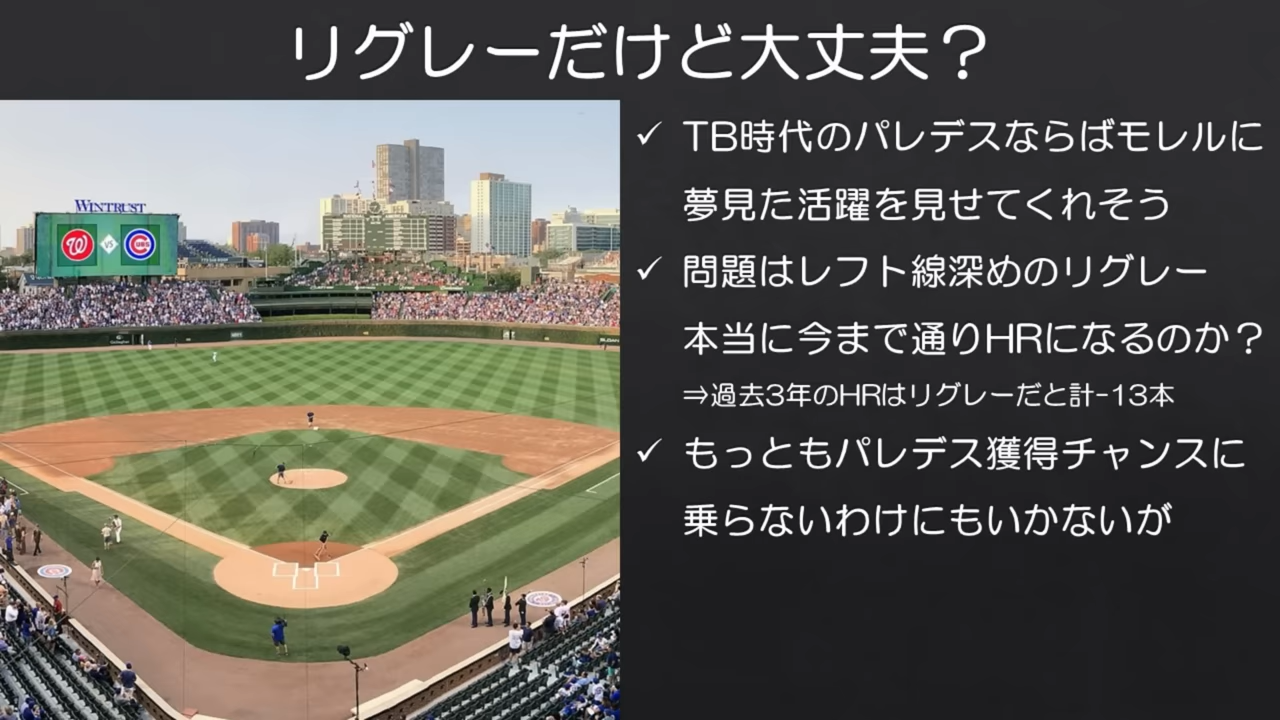 リグレーだけど大丈夫？
WINTRUST
W VS CUBS
✓ TB時代のパレデスならばモレルに
夢見た活躍を見せてくれそう
✓ 問題はレフト線深めのリグレー
本当に今まで通りHRになるのか？
⇒過去3年のHRはリグレーだと計-13本
✓ もっともパレデス獲得チャンスに
乗らないわけにもいかないが